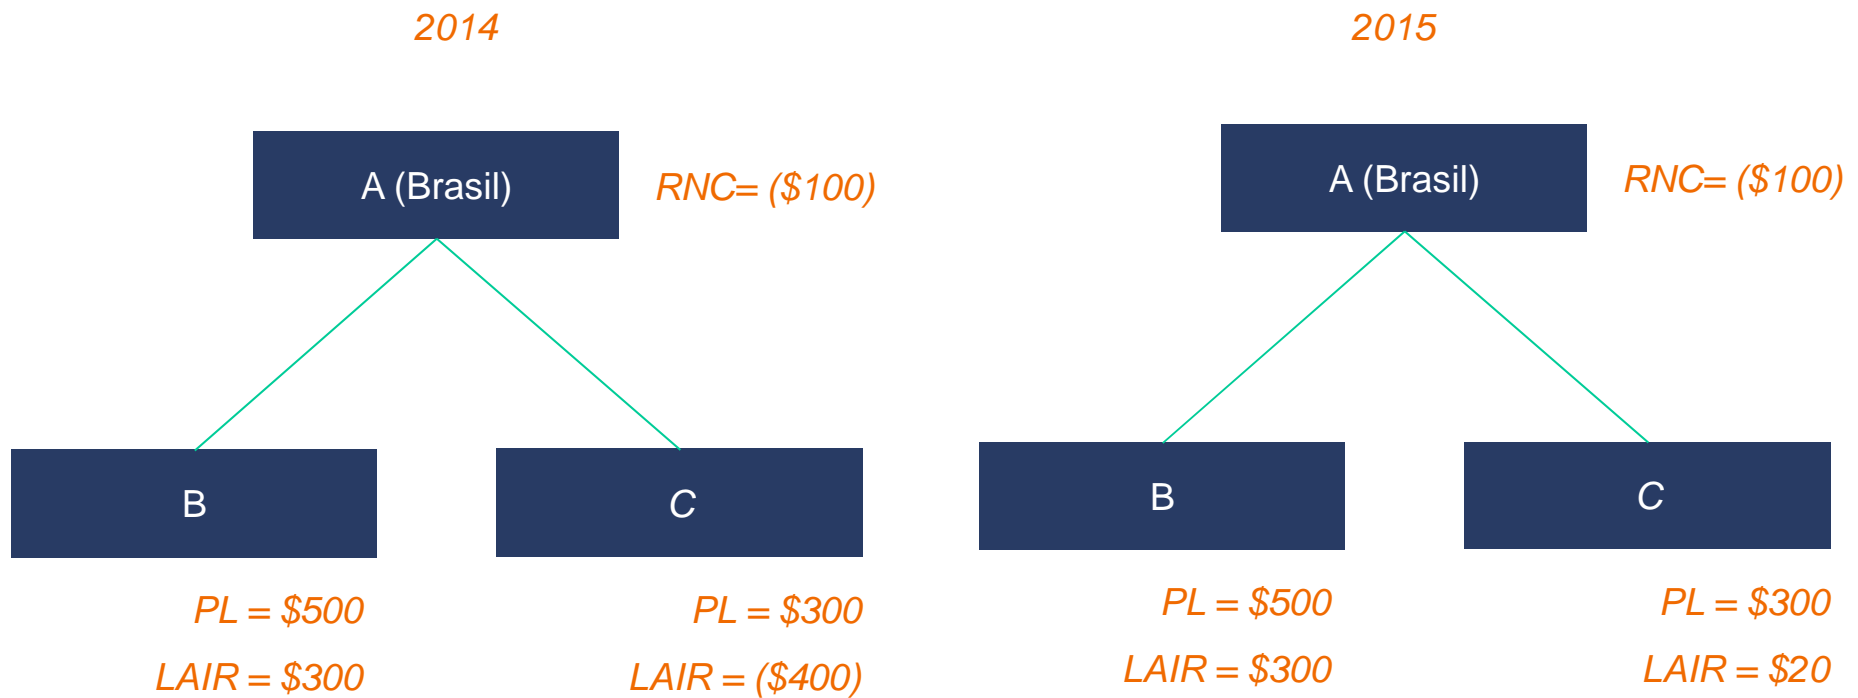 2014
A (Brasil)
RNC= ($100)
B
C
PL = $500
PL = $300
LAIR = $300
LAIR = ($400)
2015
A (Brasil)
RNC= ($100)
B
C
PL = $500
PL = $300
LAIR = $300
LAIR = $20